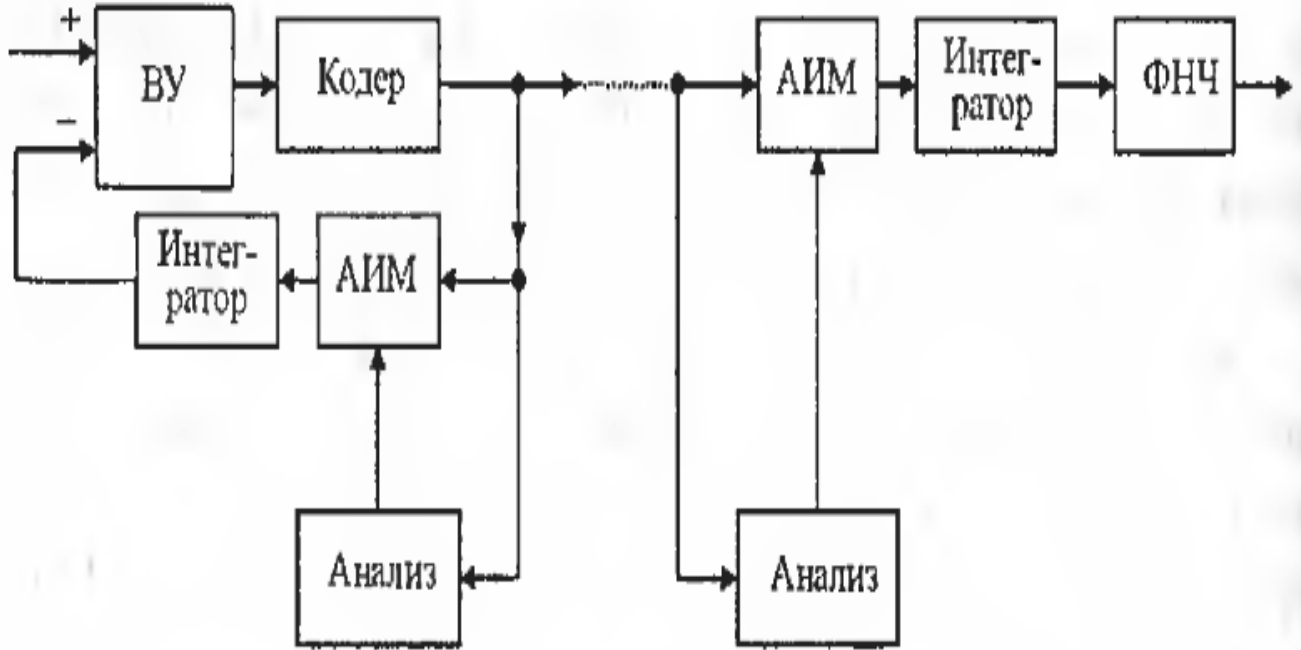 +
ВУ
Кодер
АИМ
Интег-
ратор
ФНЧ
–
Интег-
ратор
АИМ
Анализ
Анализ